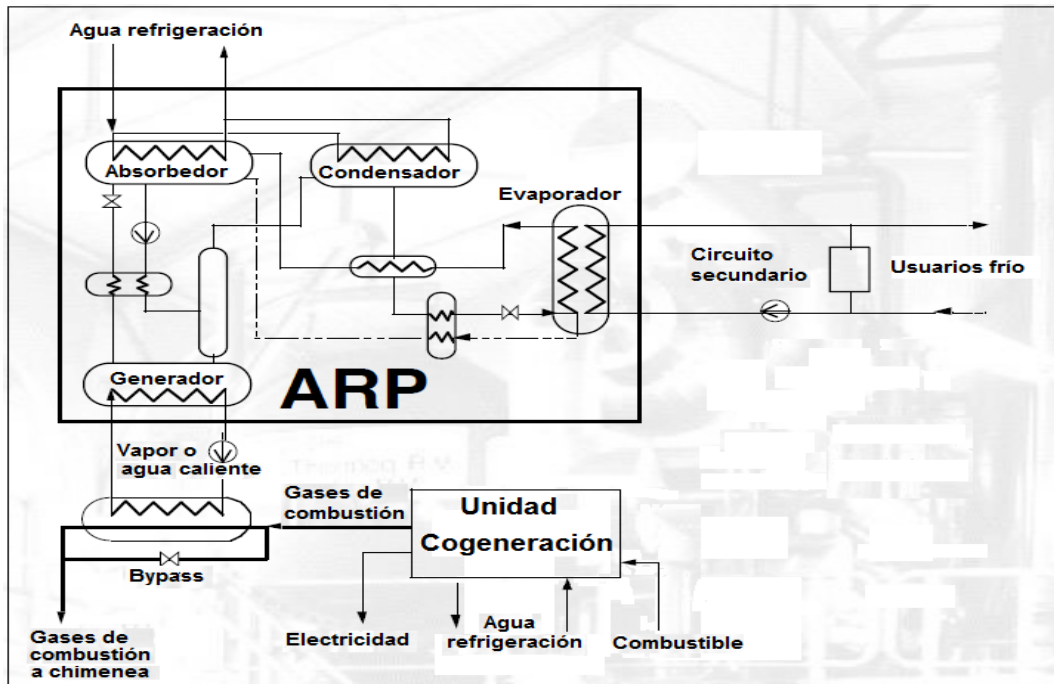 Agua refrigeración
Absorbedor
Condensador
Evaporador
Circuito
secundario
Usuarios frío
Generador
ARP
Vapor o
agua caliente
Gases de
combustión
Unidad
Cogeneración
Bypass
Gases de
combustión
a chimenea
Electricidad
Agua
refrigeración
Combustible